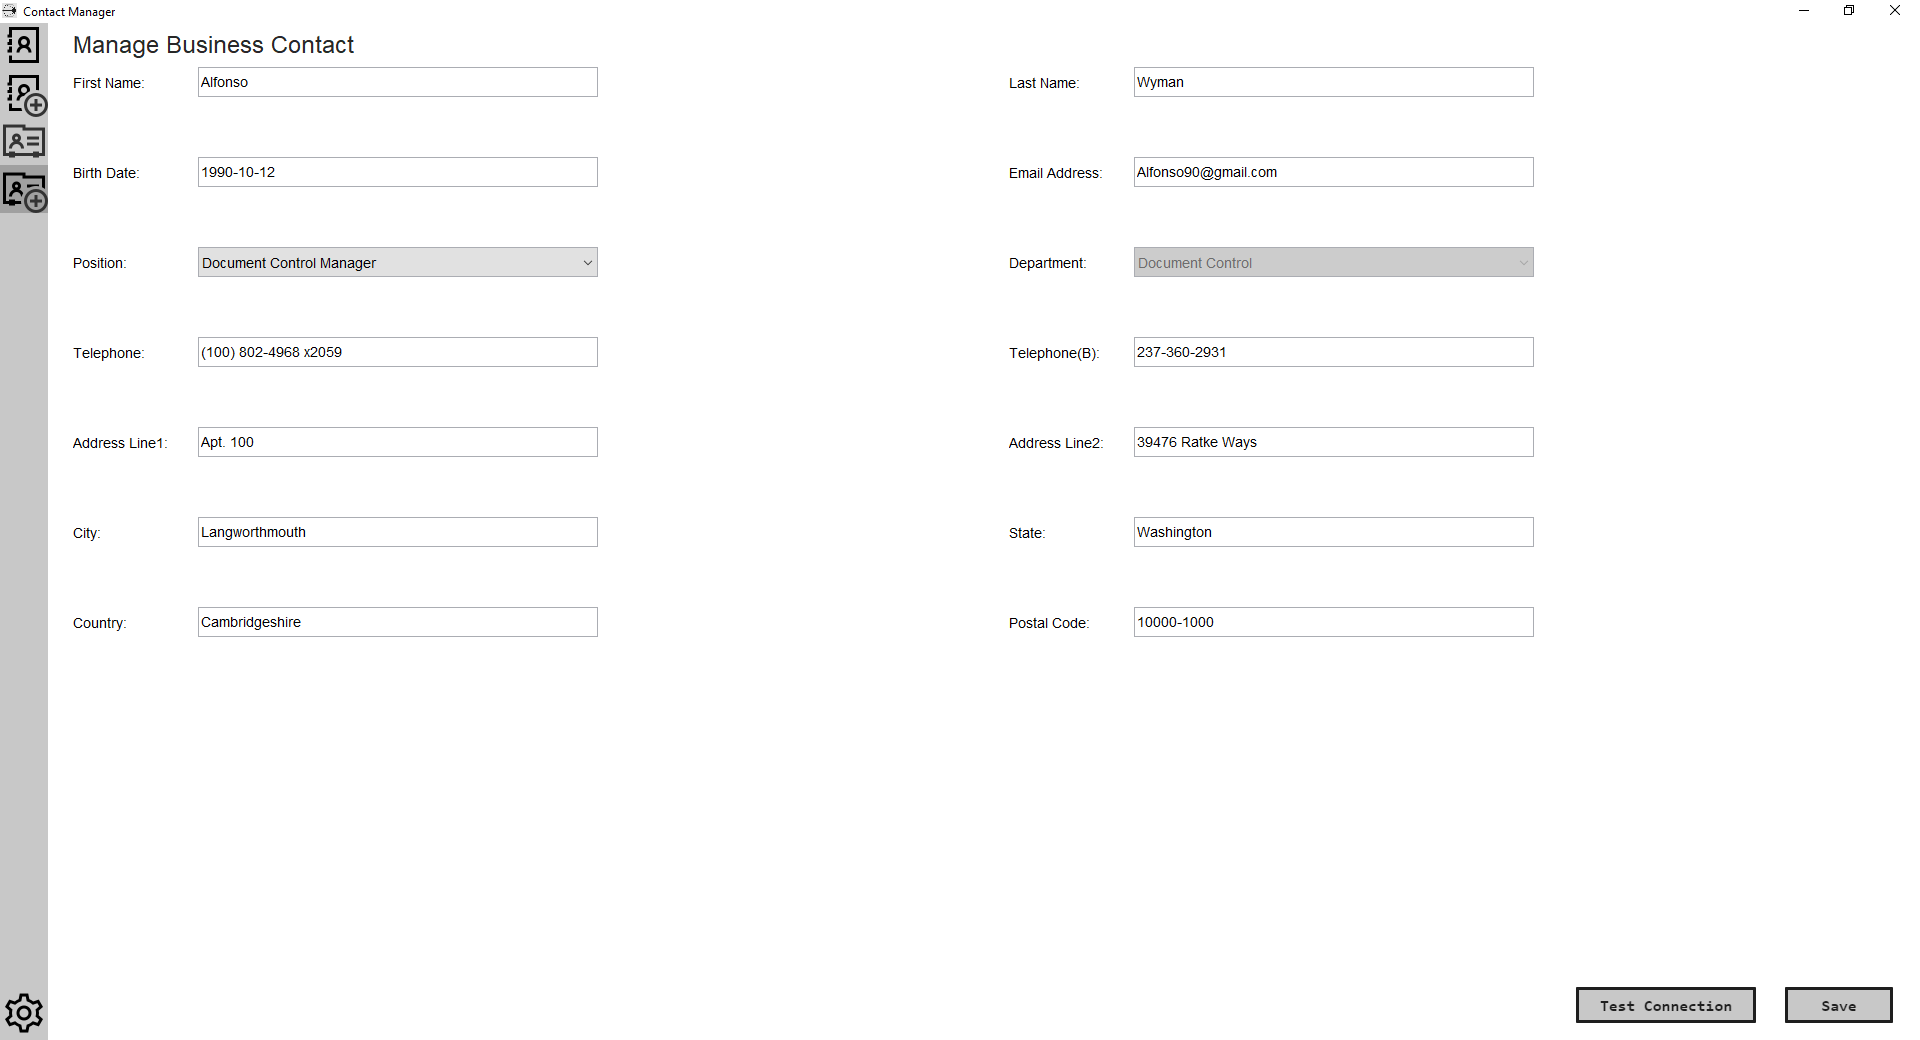 Contact Manager
Manage Business Contact
First Name: Alfonso Last Name: Wyman
Birth Date: 1990-10-12 Email Address: Alfonso90@gmail.com
Position: Document Control Manager Department: Document Control
Telephone: (100) 802-4968 x2059 Telephone(B): 237-360-2931
Address Line1: Apt. 100 Address Line2: 39476 Ratke Ways
City: Langworthmouth State: Washington
Country: Cambridgeshire Postal Code: 10000-1000
Test Connection Save